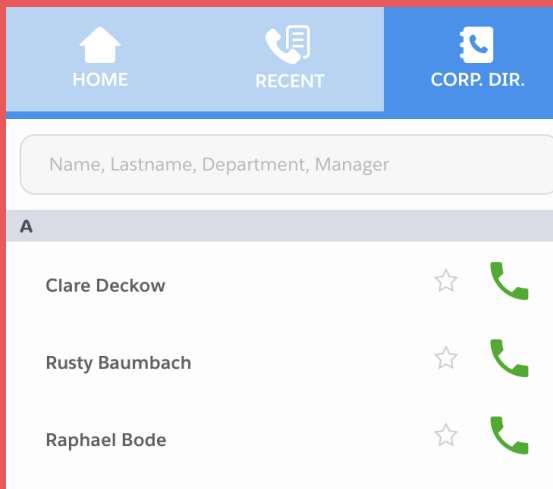 HOME
RECENT
CORP. DIR.
Name, Lastname, Department, Manager
A
Clare Deckow
Rusty Baumbach
Raphael Bode